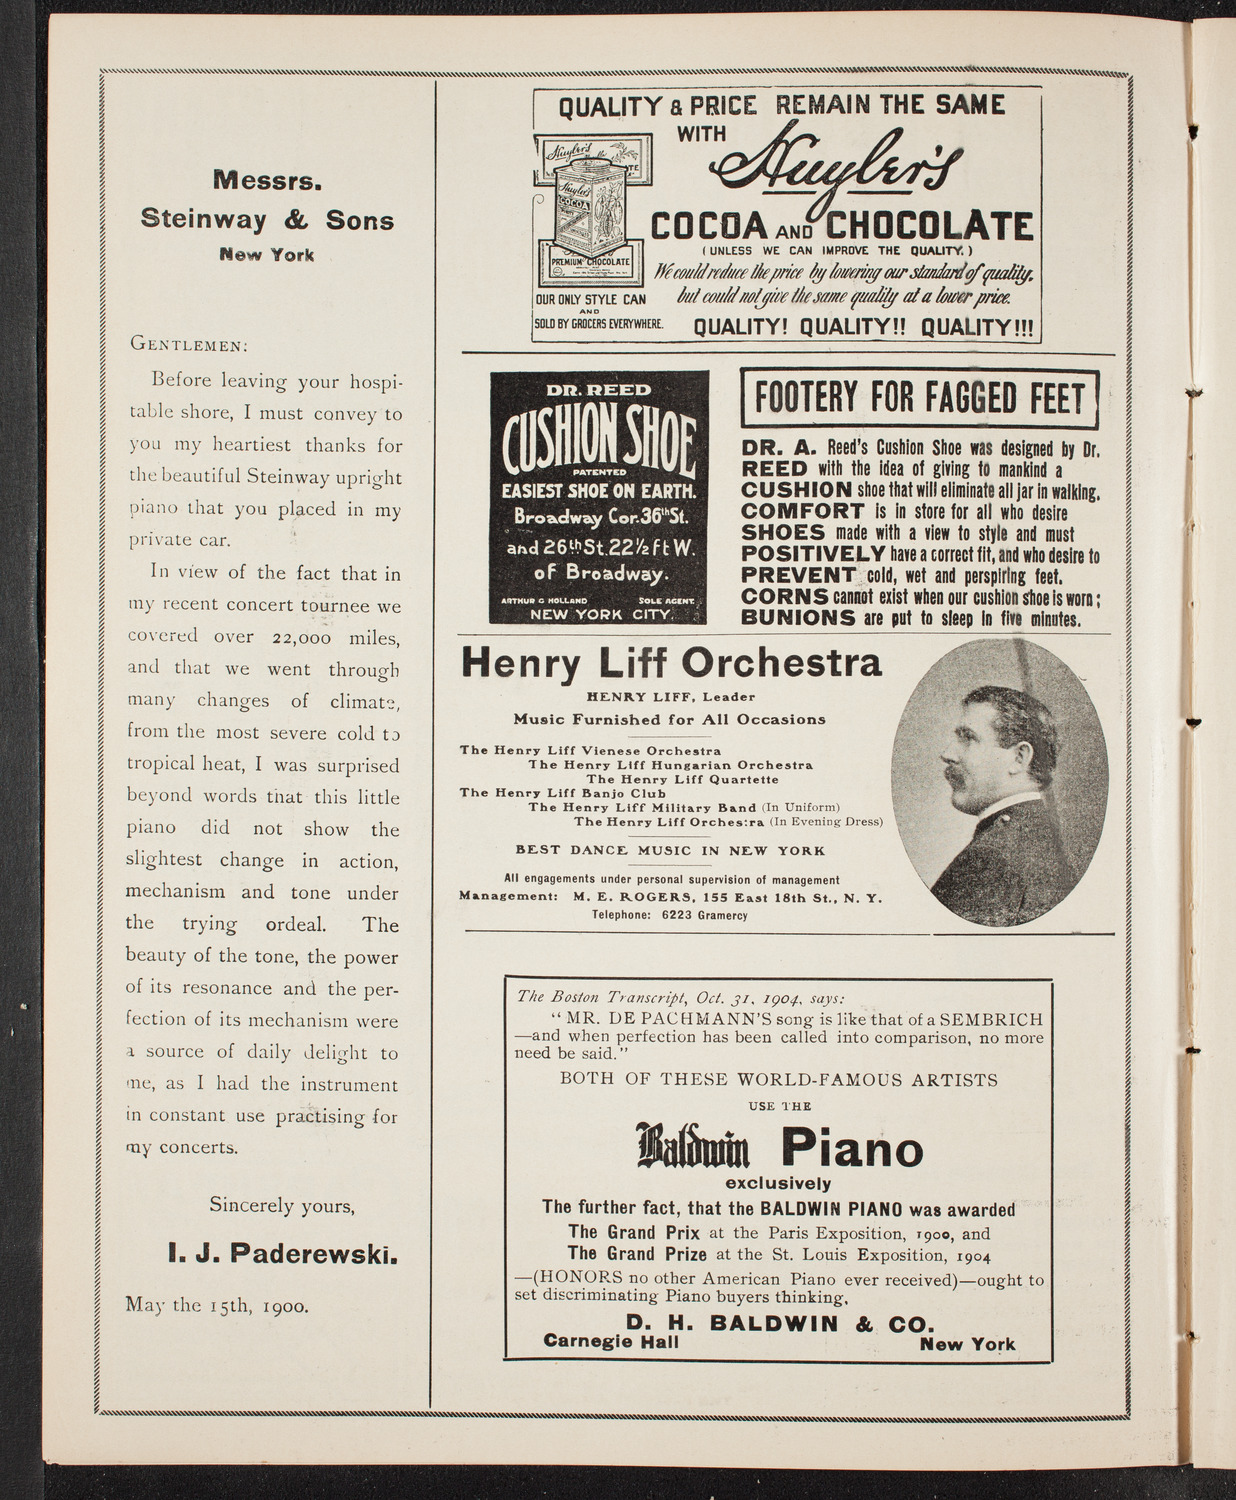 Messrs.
Steinway & Sons
New York
GENTLEMEN:
Before leaving your hospi-
table shore, I must convey to
you my heartiest thanks for
the beautiful Steinway upright
piano that you placed in my
private car.
In view of the fact that in
my recent concert tournee we
covered over 22,000 miles,
and that we went through
many changes of climate,
from the most severe cold to
tropical heat, I was surprised
beyond words that this little
piano did not show the
slightest change in action,
mechanism and tone under
the trying ordeal. The
beauty of the tone, the power
of its resonance and the per-
fection of its mechanism were
a source of daily delight to
me, as I had the instrument
in constant use practising for
my concerts.
Sincerely yours,
I. J. Paderewski.
May the 15th, 1900.
QUALITY & PRICE REMAIN THE SAME
WITH Huyler's
COCOA AND CHOCOLATE
(UNLESS WE CAN IMPROVE THE QUALITY.)
We could reduce the price by lowering our standard of quality,
but could not give the same quality at a lower price.
QUALITY! QUALITY!! QUALITY!!!
Huyler's
Huyler's
COCOA
PREMIUM CHOCOLATE
OUR ONLY STYLE CAN
AND
SOLD BY GROCERS EVERYWHERE.
DR. REED
CUSHION SHOE
PATENTED
EASIEST SHOE ON EARTH.
Broadway Cor. 36th St.
and 26th St. 22½ ft W.
of Broadway.
ARTHUR G HOLLAND SOLE AGENT.
NEW YORK CITY.
FOOTERY FOR FAGGED FEET
DR. A. Reed's Cushion Shoe was designed by Dr.
REED with the idea of giving to mankind a
CUSHION shoe that will eliminate all jar in walking.
COMFORT is in store for all who desire
SHOES made with a view to style and must
POSITIVELY have a correct fit, and who desire to
PREVENT cold, wet and perspiring feet.
CORNS cannot exist when our cushion shoe is worn;
BUNIONS are put to sleep in five minutes.
Henry Liff Orchestra
HENRY LIFF, Leader
Music Furnished for All Occasions
The Henry Liff Vienese Orchestra
The Henry Liff Hungarian Orchestra
The Henry Liff Quartette
The Henry Liff Banjo Club
The Henry Liff Military Band (In Uniform)
The Henry Liff Orchestra (In Evening Dress)
BEST DANCE MUSIC IN NEW YORK
All engagements under personal supervision of management
Management: M. E. ROGERS, 155 East 18th St., N. Y.
Telephone: 6223 Gramercy
The Boston Transcript, Oct. 31, 1904, says:
" MR. DE PACHMANN'S song is like that of a SEMBRICH
—and when perfection has been called into comparison, no more
need be said."
BOTH OF THESE WORLD-FAMOUS ARTISTS
USE THE
Baldwin Piano
exclusively
The further fact, that the BALDWIN PIANO was awarded
The Grand Prix at the Paris Exposition, 1900, and
The Grand Prize at the St. Louis Exposition, 1904
—(HONORS no other American Piano ever received)—ought to
set discriminating Piano buyers thinking,
D. H. BALDWIN & CO.
Carnegie Hall New York